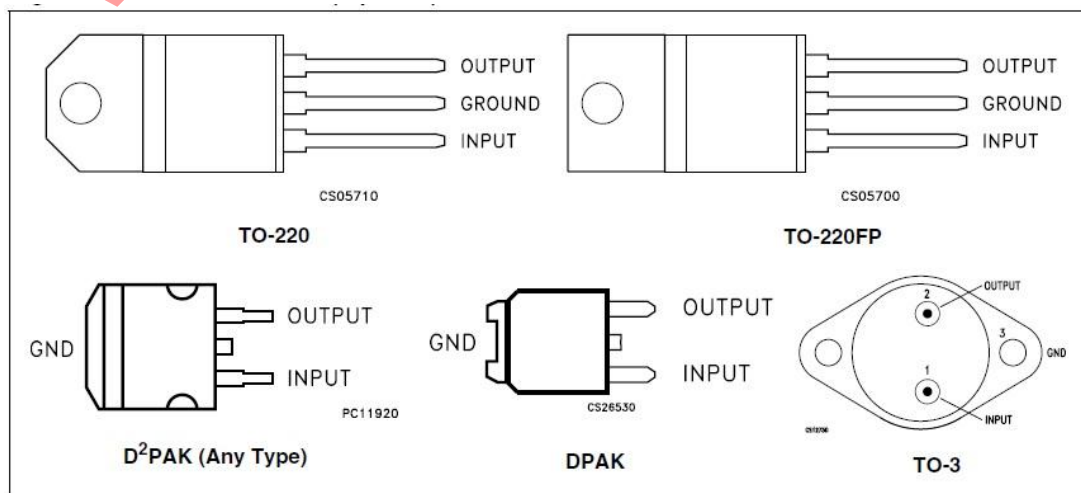 OUTPUT
GROUND
INPUT
CS05710
TO-220
OUTPUT
GROUND
INPUT
CS05700
TO-220FP
GND
OUTPUT
INPUT
PC11920
D²PAK (Any Type)
GND
OUTPUT
INPUT
CS26530
DPAK
2
OUTPUT
3
GND
1
INPUT
TO-3